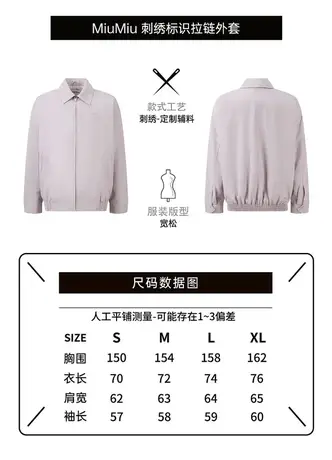 MiuMiu 刺绣标识拉链外套
款式工艺
刺绣-定制辅料
服装版型
宽松
尺码数据图
人工平铺测量-可能存在1~3偏差
SIZE S M L XL
胸围 150 154 158 162
衣长 70 72 74 76
肩宽 62 63 64 65
袖长 57 58 59 60